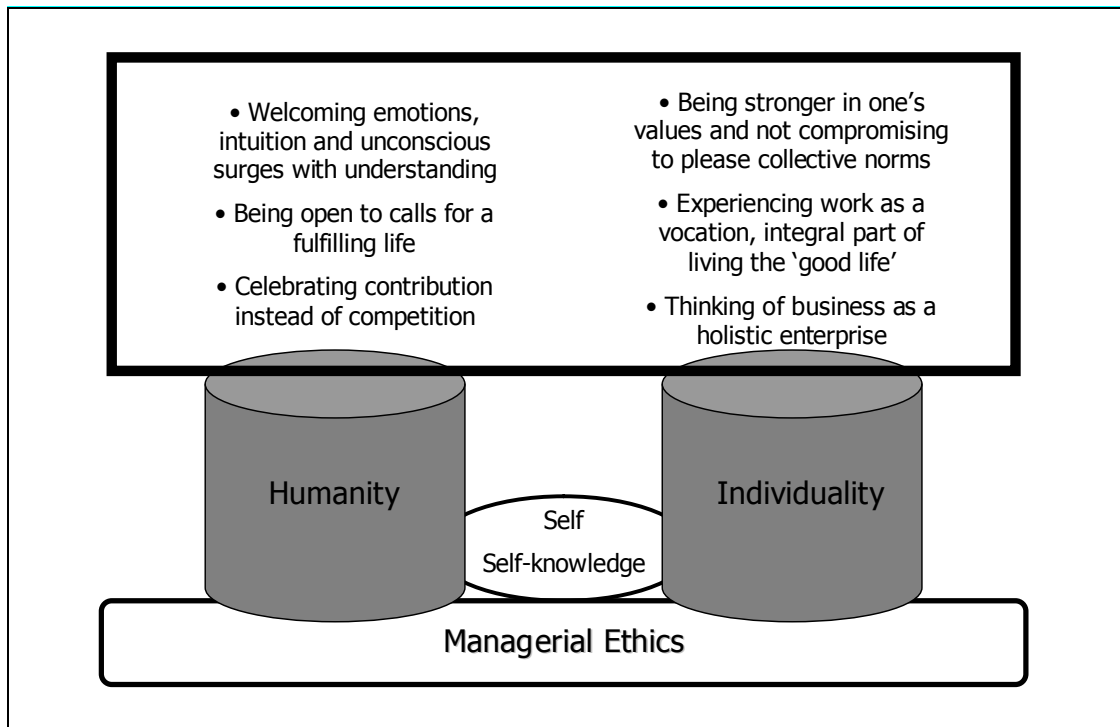 • Welcoming emotions,
intuition and unconscious
surges with understanding
• Being open to calls for a
fulfilling life
• Celebrating contribution
instead of competition
• Being stronger in one’s
values and not compromising
to please collective norms
• Experiencing work as a
vocation, integral part of
living the ‘good life’
• Thinking of business as a
holistic enterprise
Humanity
Individuality
Self
Self-knowledge
Managerial Ethics